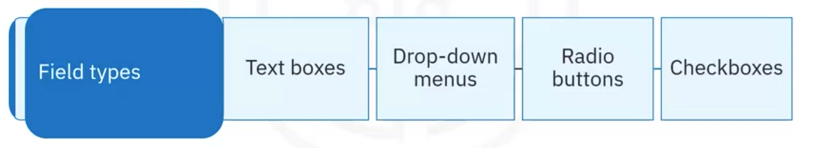 Field types
Text boxes
Drop-down
menus
Radio
buttons
Checkboxes